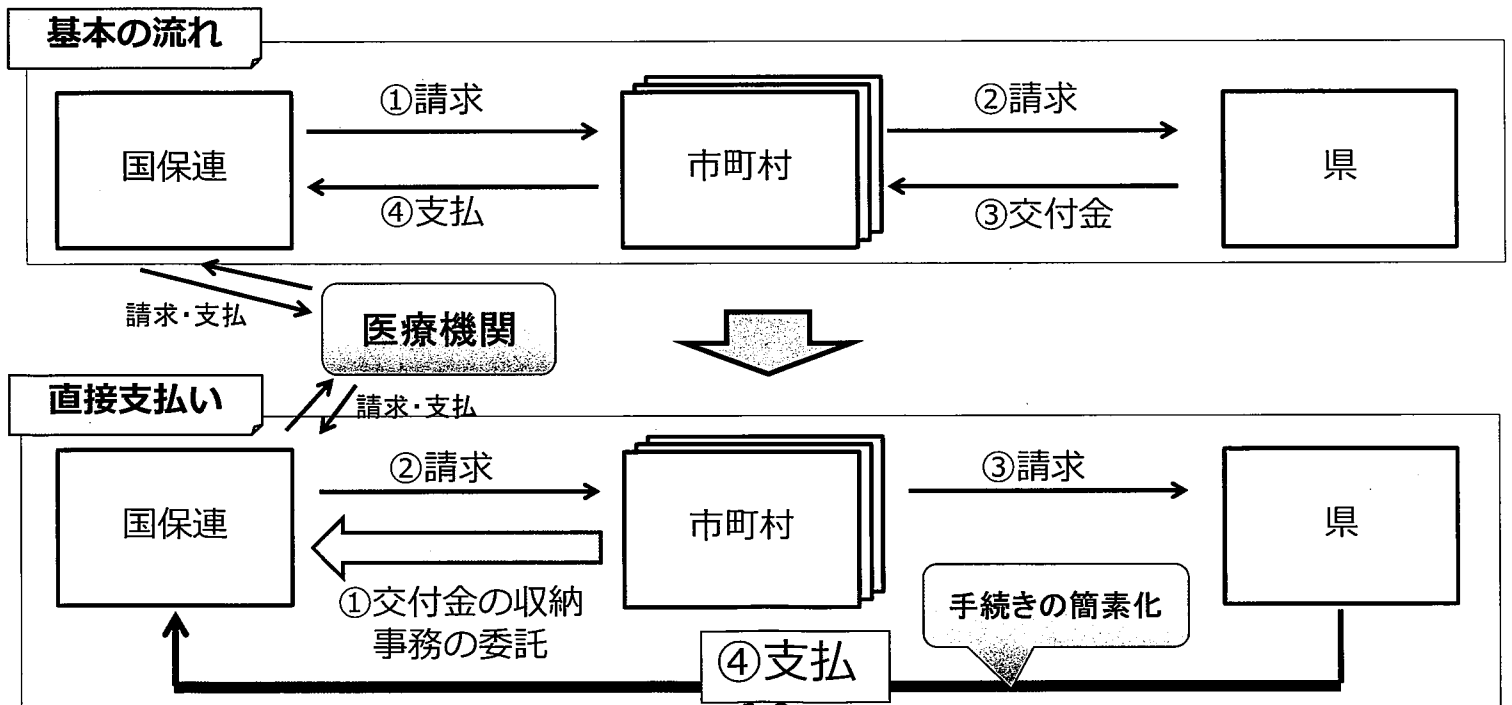 基本の流れ
国保連
①請求
④支払
市町村
②請求
③交付金
県
請求・支払
医療機関
直接支払い
請求・支払
国保連
②請求
①交付金の収納
事務の委託
市町村
③請求
県
手続きの簡素化
④支払